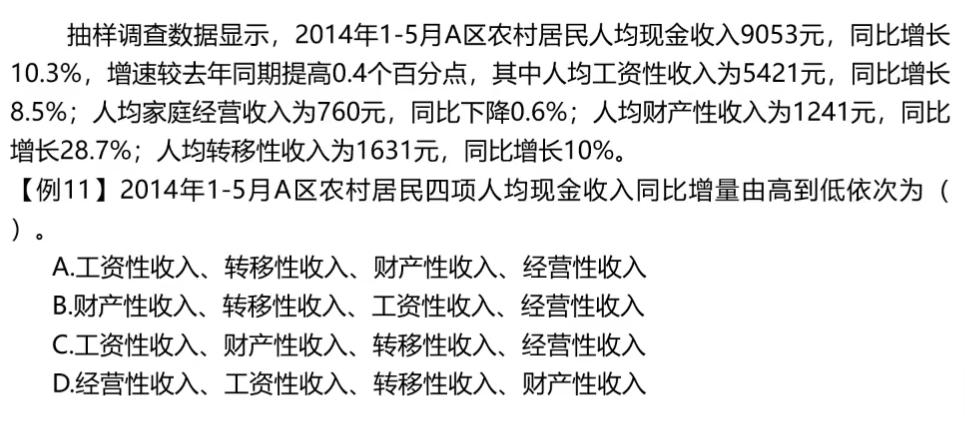 抽样调查数据显示，2014年1-5月A区农村居民人均现金收入9053元，同比增长
10.3%，增速较去年同期提高0.4个百分点，其中人均工资性收入为5421元，同比增长
8.5%；人均家庭经营收入为760元，同比下降0.6%；人均财产性收入为1241元，同比
增长28.7%；人均转移性收入为1631元，同比增长10%。
【例11】2014年1-5月A区农村居民四项人均现金收入同比增量由高到低依次为（
）。
A.工资性收入、转移性收入、财产性收入、经营性收入
B.财产性收入、转移性收入、工资性收入、经营性收入
C.工资性收入、财产性收入、转移性收入、经营性收入
D.经营性收入、工资性收入、转移性收入、财产性收入